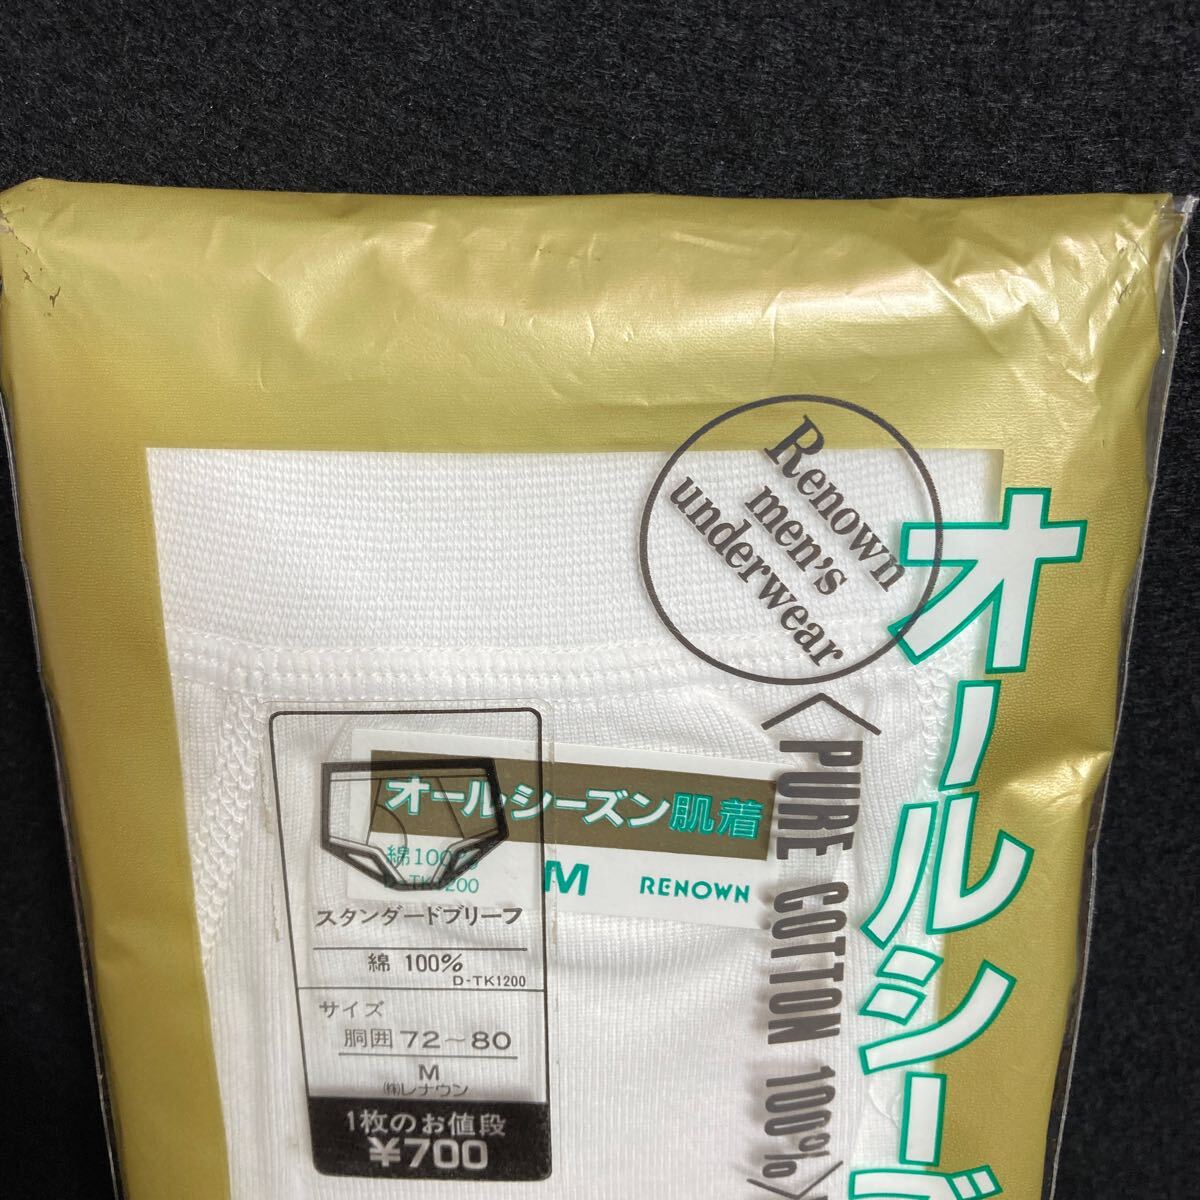 Renown
men's
underwear
オールシーズ
〈PURE COTTON 100%〉
オールシーズン肌着
綿100%
D-TK1200
M
RENOWN
スタンダードブリーフ
綿 100%
D-TK1200
サイズ
胴囲 72〜80
M
㈱レナウン
1枚のお値段
¥700